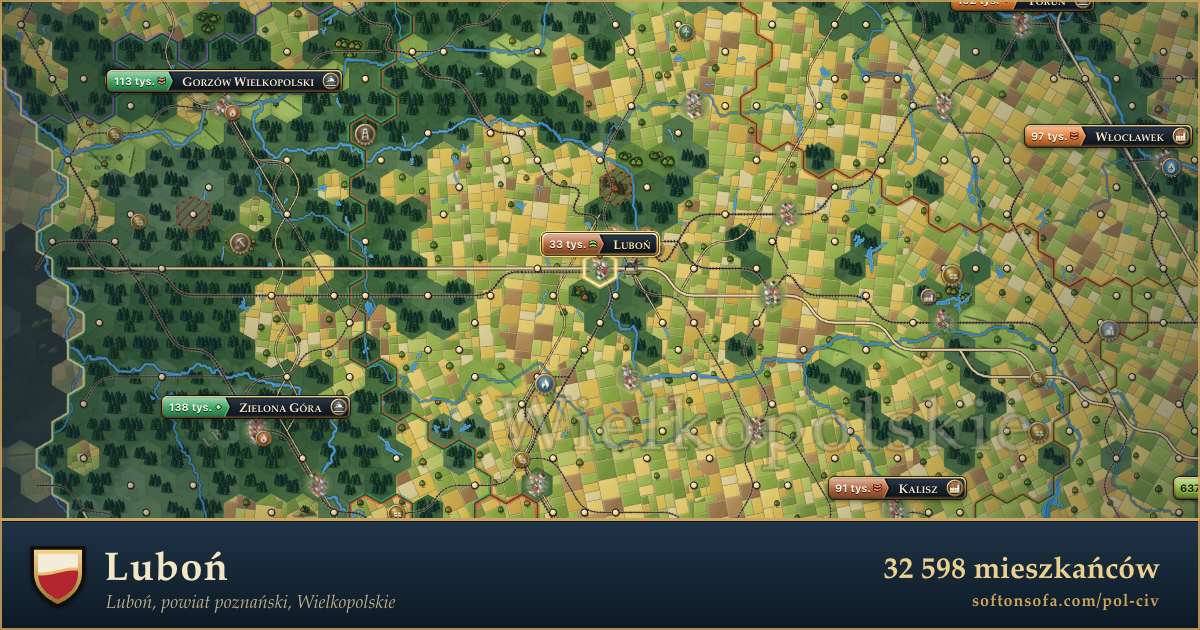 TORUŃ
113 tys. GORZÓW WIELKOPOLSKI
97 tys. WŁOCŁAWEK
33 tys. LUBOŃ
138 tys. ZIELONA GÓRA
Wielkopolskie
91 tys. KALISZ
637
Luboń
32 598 mieszkańców
Luboń, powiat poznański, Wielkopolskie
softonsofa.com/pol-civ